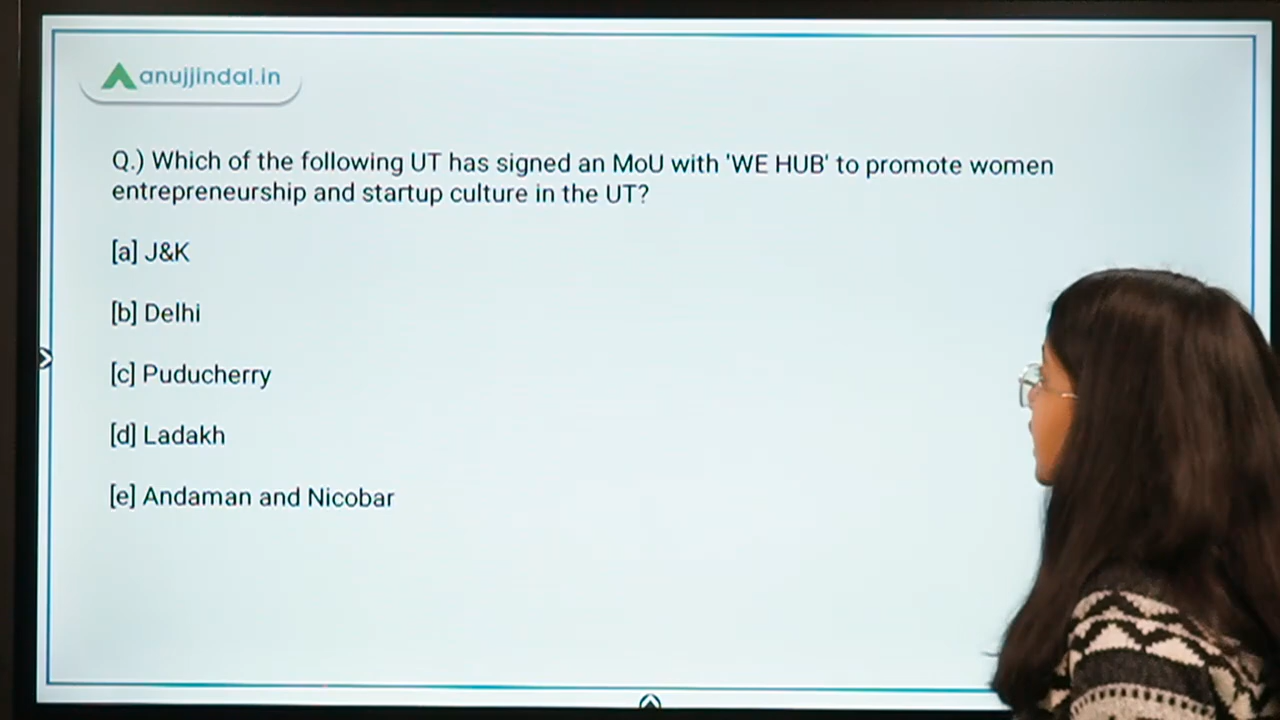 anujjindal.in
Q.) Which of the following UT has signed an MoU with 'WE HUB' to promote women
entrepreneurship and startup culture in the UT?
[a] J&K
[b] Delhi
[c] Puducherry
[d] Ladakh
[e] Andaman and Nicobar